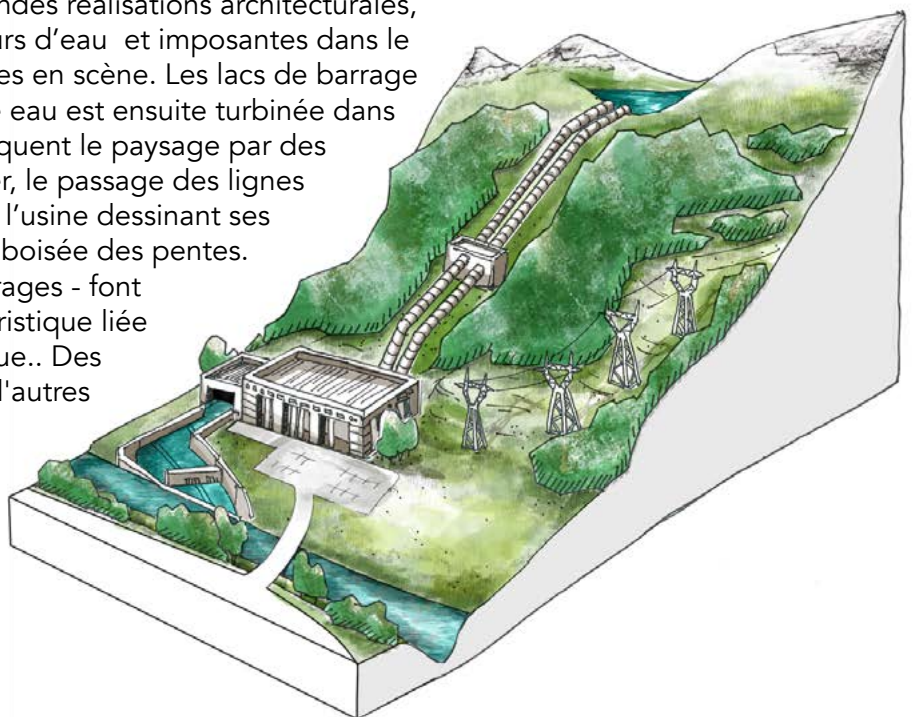 ndes réalisations architecturales,
urs d’eau et imposantes dans le
es en scène. Les lacs de barrage
e eau est ensuite turbinée dans
quent le paysage par des
er, le passage des lignes
l’usine dessinant ses
boisée des pentes.
rages - font
ristique liée
ue.. Des
d'autres